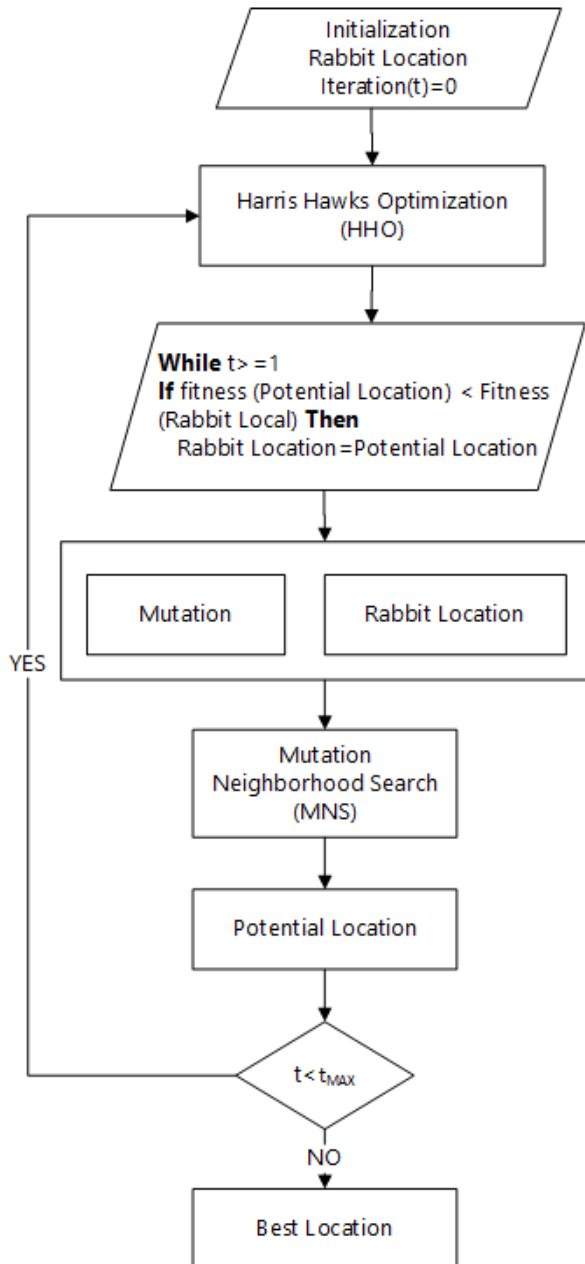 Initialization
Rabbit Location
Iteration(t)=0
Harris Hawks Optimization
(HHO)
While t> =1
If fitness (Potential Location) < Fitness
(Rabbit Local) Then
Rabbit Location=Potential Location
Mutation
Rabbit Location
YES
Mutation
Neighborhood Search
(MNS)
Potential Location
t<tMAX
NO
Best Location